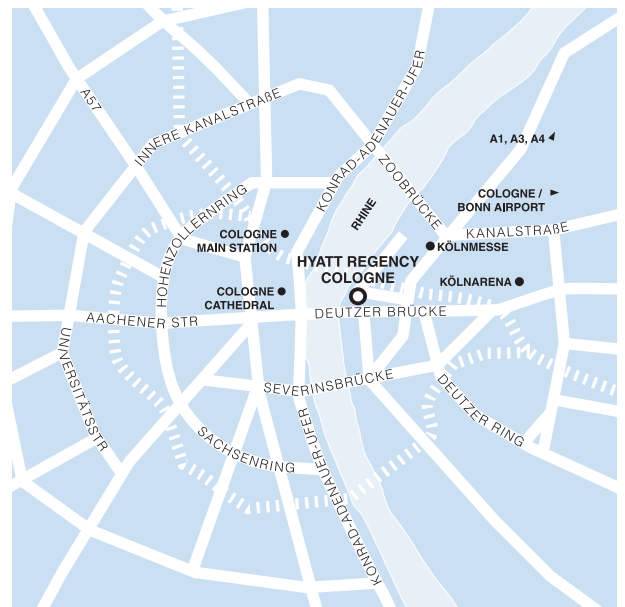 A57
INNERE KANALSTRAßE
KONRAD-ADENAUER-UFER
A1, A3, A4
ZOOBRÜCKE
COLOGNE /
BONN AIRPORT
HOHENZOLLERNRING
RHINE
KANALSTRAßE
COLOGNE
MAIN STATION
KÖLNMESSE
HYATT REGENCY
COLOGNE
COLOGNE
CATHEDRAL
KÖLNARENA
AACHENER STR
DEUTZER BRÜCKE
UNIVERSITÄTSSTR
SEVERINSBRÜCKE
DEUTZER RING
SACHSENRING
KONRAD-ADENAUER-UFER